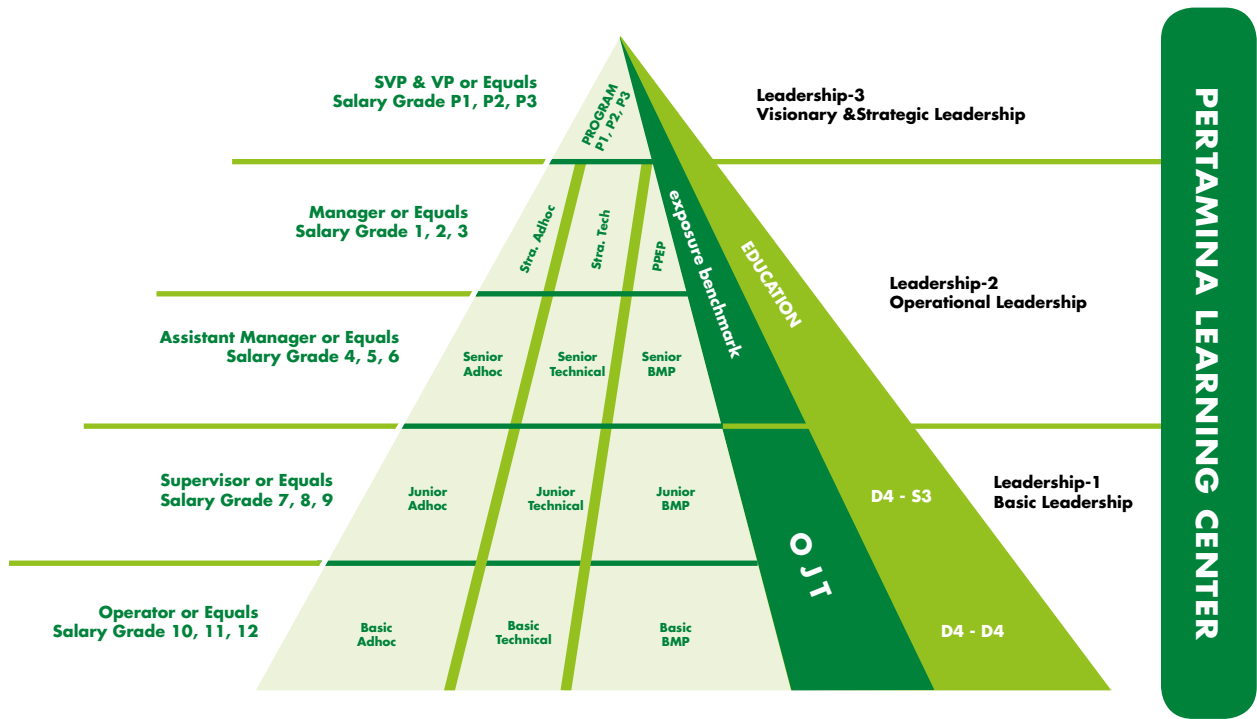 SVP & VP or Equals
Salary Grade P1, P2, P3
PROGRAM
P1, P2, P3
Leadership-3
Visionary &Strategic Leadership
Manager or Equals
Salary Grade 1, 2, 3
Stra. Adhoc
Stra. Tech
PPEP
exposure benchmark
EDUCATION
Leadership-2
Operational Leadership
Assistant Manager or Equals
Salary Grade 4, 5, 6
Senior
Adhoc
Senior
Technical
Senior
BMP
Supervisor or Equals
Salary Grade 7, 8, 9
Junior
Adhoc
Junior
Technical
Junior
BMP
OJT
D4 - S3
Leadership-1
Basic Leadership
Operator or Equals
Salary Grade 10, 11, 12
Basic
Adhoc
Basic
Technical
Basic
BMP
D4 - D4
PERTAMINA LEARNING CENTER